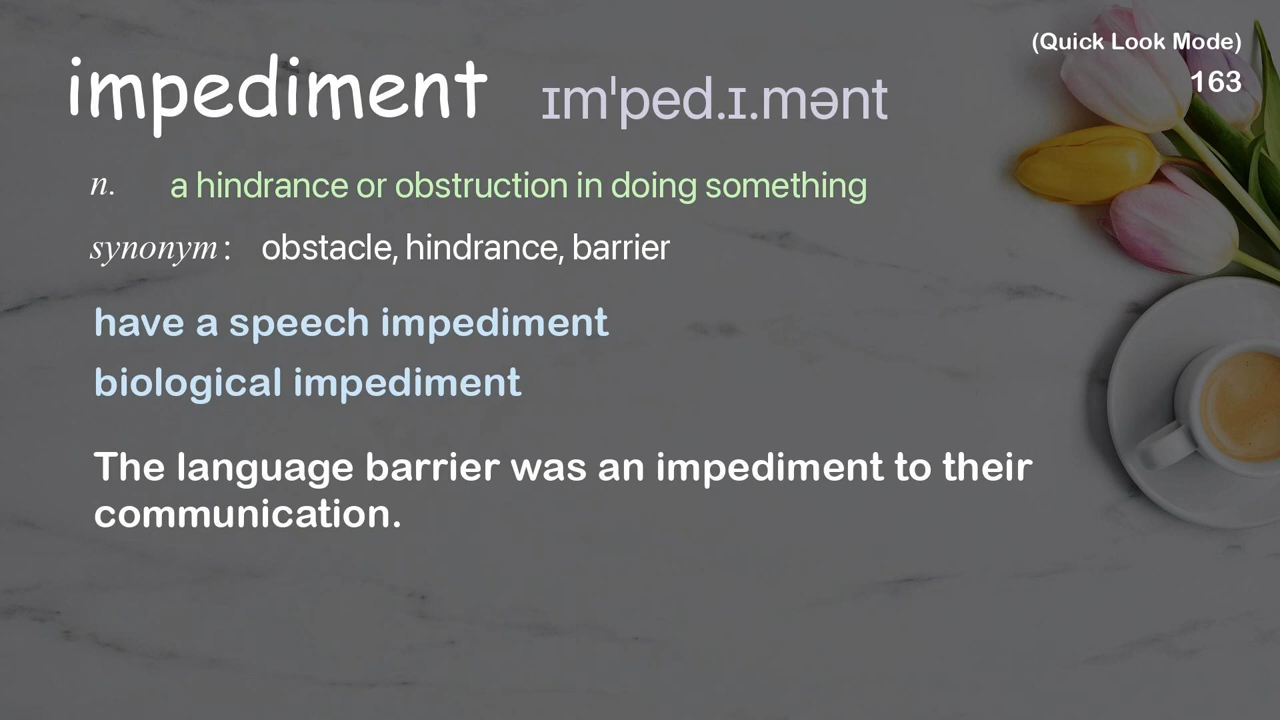 (Quick Look Mode)
163
impediment ɪmˈped.ɪ.mənt
n. a hindrance or obstruction in doing something
synonym: obstacle, hindrance, barrier
have a speech impediment
biological impediment
The language barrier was an impediment to their
communication.